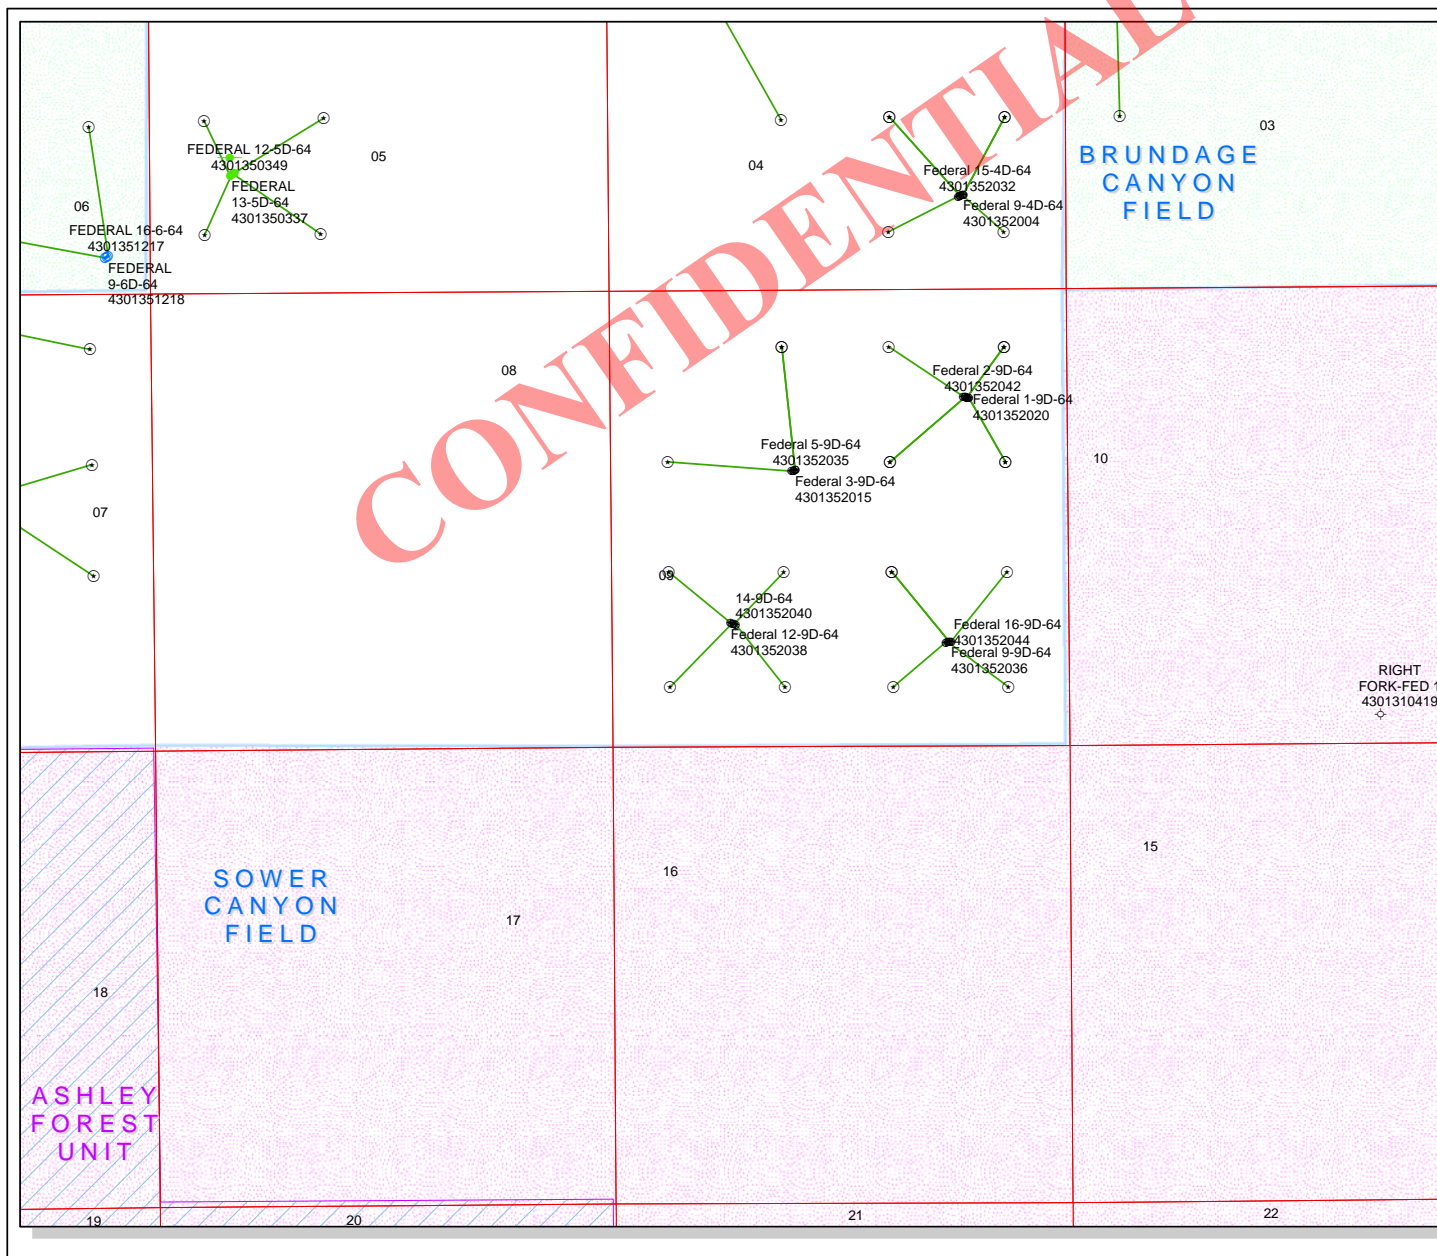 CONFIDENTIAL
03
BRUNDAGE
CANYON
FIELD
FEDERAL 12-5D-64
4301350349
05
FEDERAL
13-5D-64
4301350337
04
Federal 15-4D-64
4301352032
Federal 9-4D-64
4301352004
06
FEDERAL 16-6-64
4301351217
FEDERAL
9-6D-64
4301351218
08
Federal 2-9D-64
4301352042
Federal 1-9D-64
4301352020
Federal 5-9D-64
4301352035
Federal 3-9D-64
4301352015
10
07
09
14-9D-64
4301352040
Federal 12-9D-64
4301352038
Federal 16-9D-64
4301352044
Federal 9-9D-64
4301352036
RIGHT
FORK-FED 1
4301310419
SOWER
CANYON
FIELD
16
15
17
18
ASHLEY
FOREST
UNIT
19
20
21
22